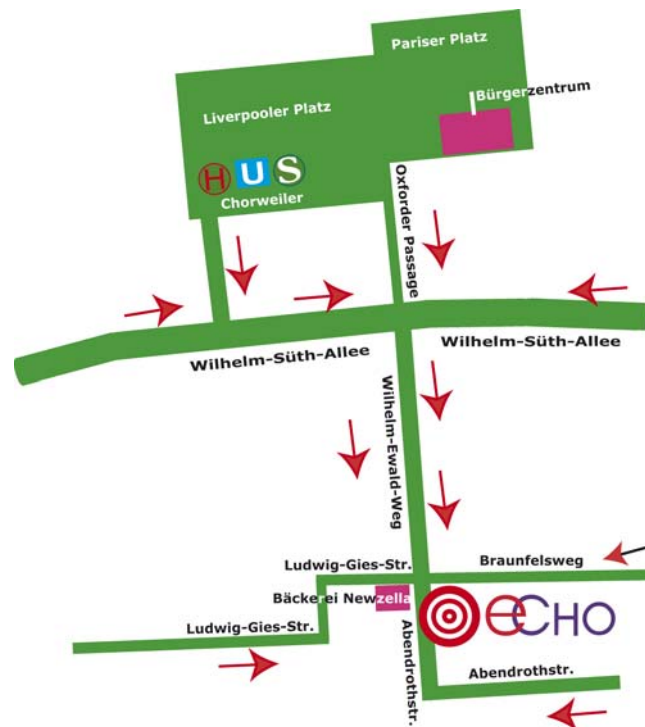 Pariser Platz
Bürgerzentrum
Liverpooler Platz
H U S
Chorweiler
Oxforder Passage
Wilhelm-Süth-Allee
Wilhelm-Süth-Allee
Wilhelm-Ewald-Weg
Ludwig-Gies-Str.
Braunfelsweg
Bäckerei Newzella
eCHO
Ludwig-Gies-Str.
Abendrothstr.
Abendrothstr.